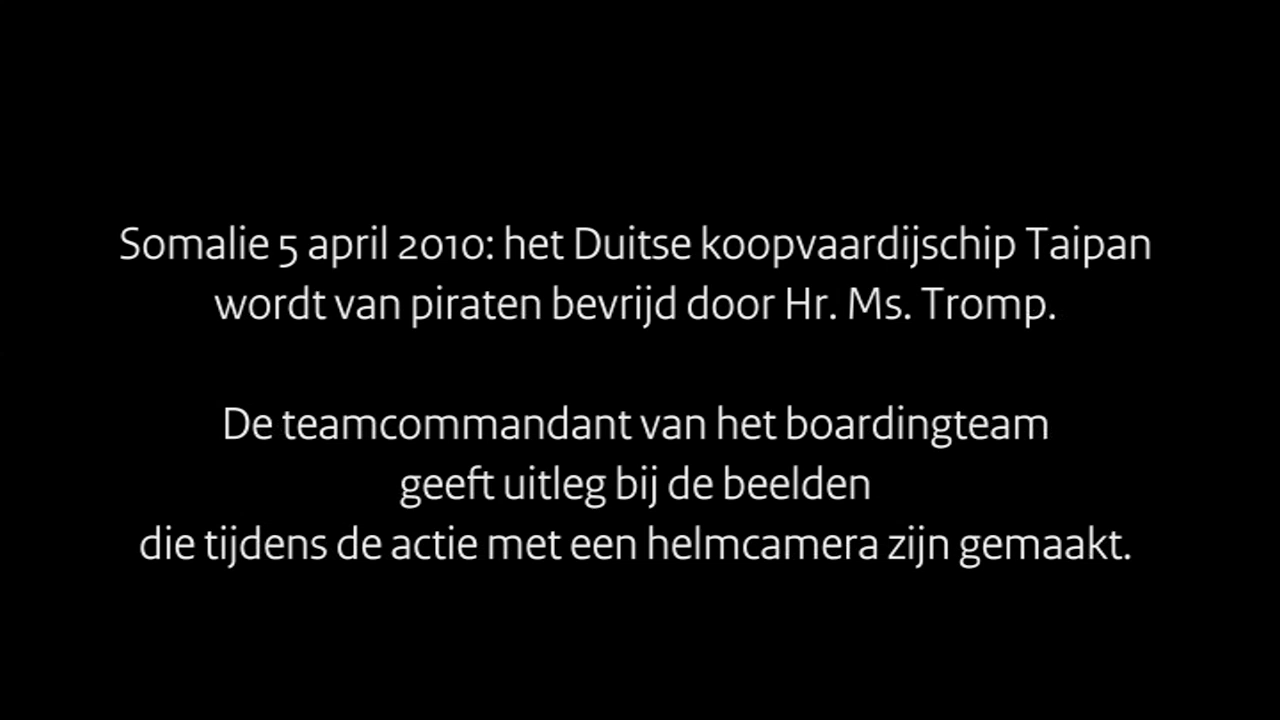 Somalie 5 april 2010: het Duitse koopvaardijschip Taipan
wordt van piraten bevrijd door Hr. Ms. Tromp.
De teamcommandant van het boardingteam
geeft uitleg bij de beelden
die tijdens de actie met een helmcamera zijn gemaakt.